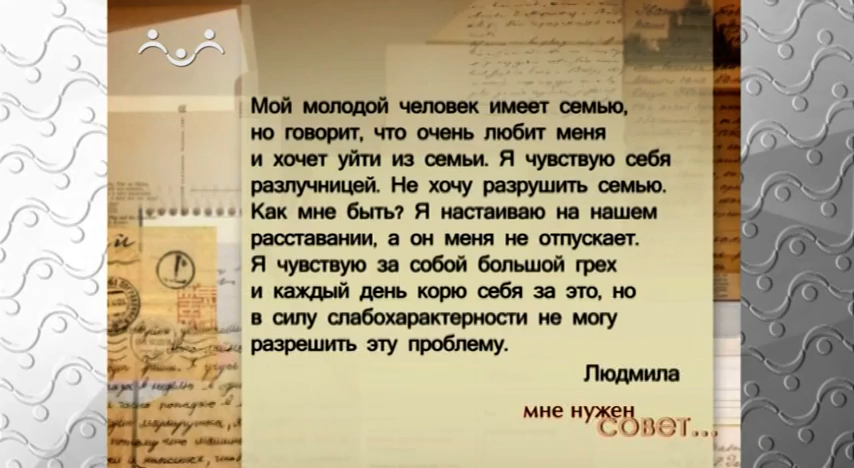 Мой молодой человек имеет семью,
но говорит, что очень любит меня
и хочет уйти из семьи. Я чувствую себя
разлучницей. Не хочу разрушить семью.
Как мне быть? Я настаиваю на нашем
расставании, а он меня не отпускает.
Я чувствую за собой большой грех
и каждый день корю себя за это, но
в силу слабохарактерности не могу
разрешить эту проблему.
Людмила
мне нужен
совет...